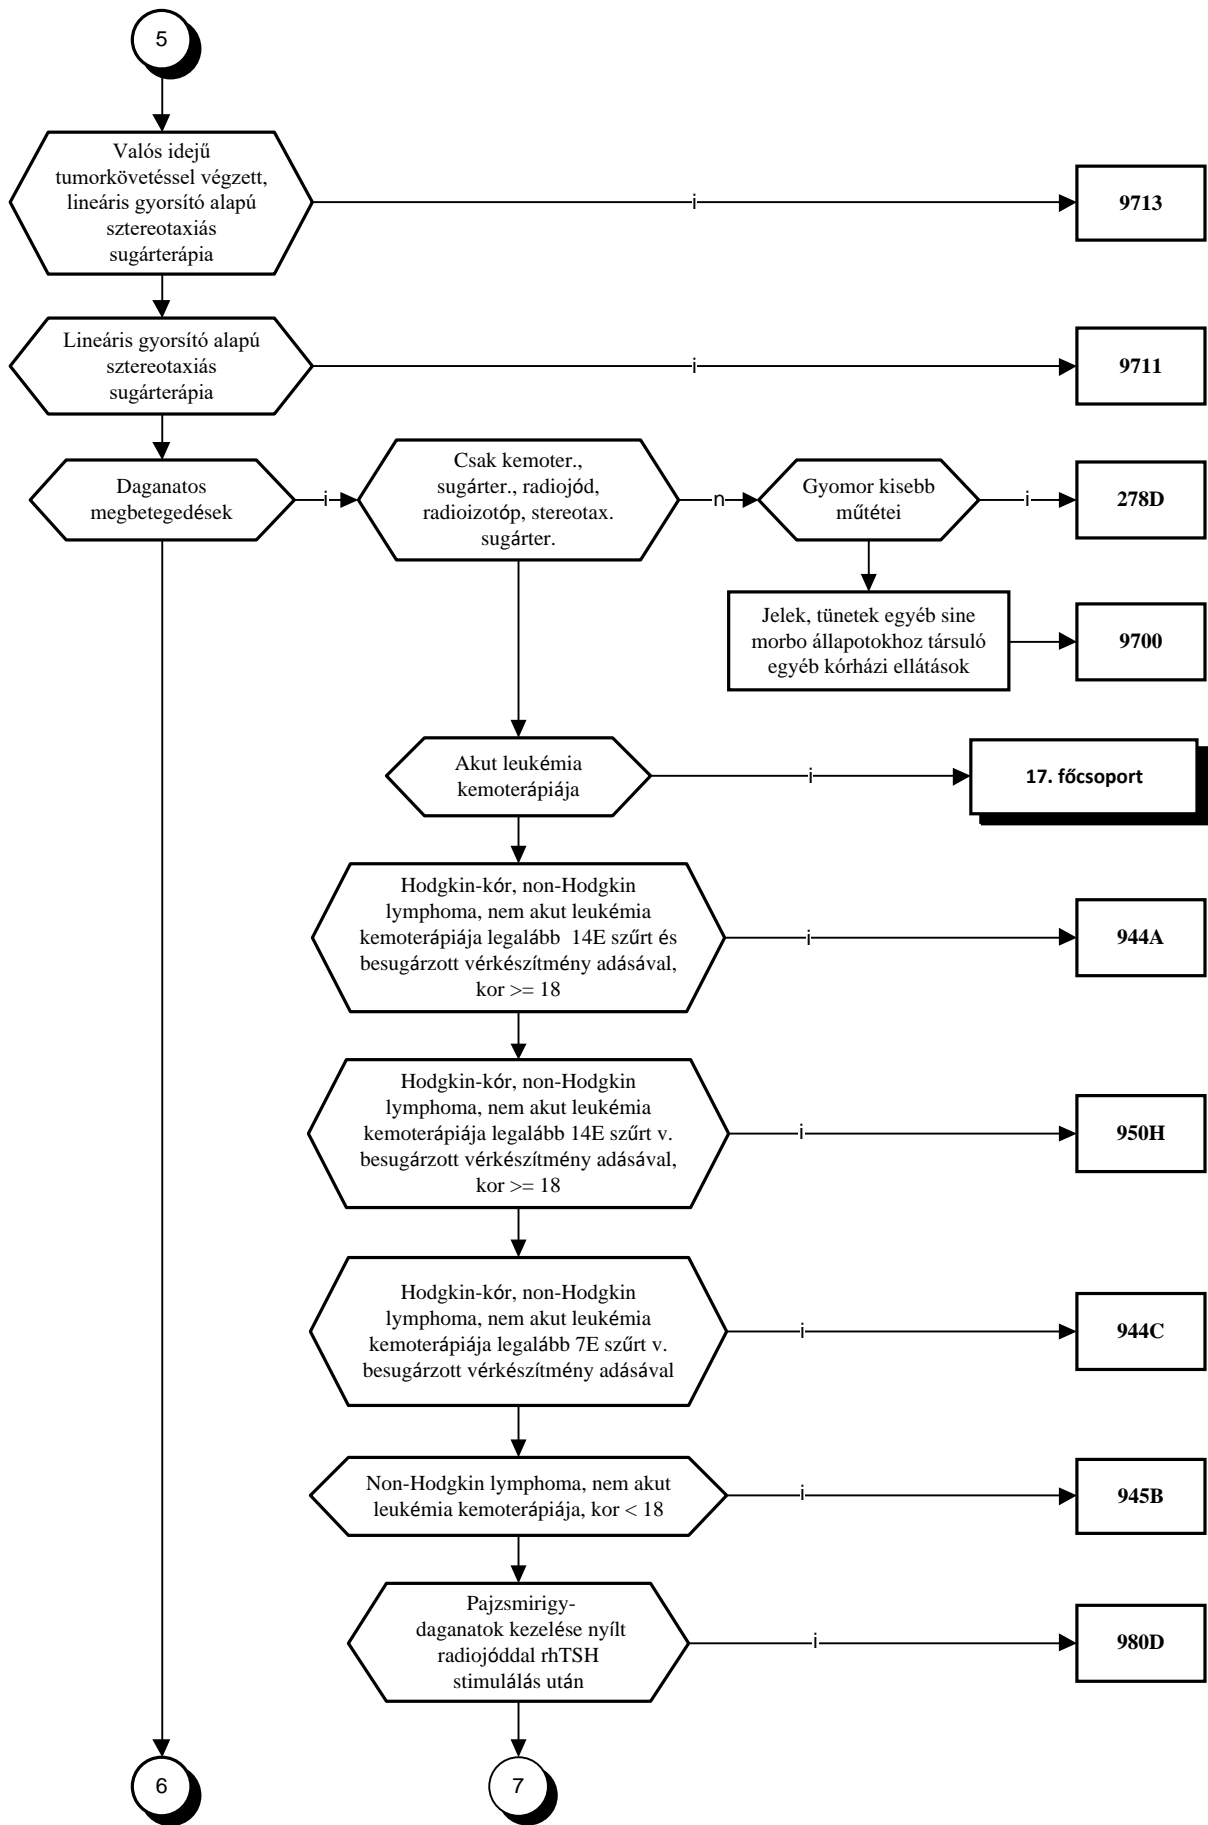 5
Valós idejű
tumorkövetéssel végzett,
lineáris gyorsító alapú
sztereotaxiás
sugárterápia
i
9713
Lineáris gyorsító alapú
sztereotaxiás
sugárterápia
i
9711
Daganatos
megbetegedések
i
Csak kemoter.,
sugárter., radiojód,
radioizotóp, stereotax.
sugárter.
n
Gyomor kisebb
műtétei
i
278D
Jelek, tünetek egyéb sine
morbo állapotokhoz társuló
egyéb kórházi ellátások
9700
Akut leukémia
kemoterápiája
i
17. főcsoport
Hodgkin-kór, non-Hodgkin
lymphoma, nem akut leukémia
kemoterápiája legalább  14E szűrt és
besugárzott vérkészítmény adásával,
kor >= 18
i
944A
Hodgkin-kór, non-Hodgkin
lymphoma, nem akut leukémia
kemoterápiája legalább 14E szűrt v.
besugárzott vérkészítmény adásával,
kor >= 18
i
950H
Hodgkin-kór, non-Hodgkin
lymphoma, nem akut leukémia
kemoterápiája legalább 7E szűrt v.
besugárzott vérkészítmény adásával
i
944C
Non-Hodgkin lymphoma, nem akut
leukémia kemoterápiája, kor < 18
i
945B
Pajzsmirigy-
daganatok kezelése nyílt
radiojóddal rhTSH
stimulálás után
i
980D
6
7